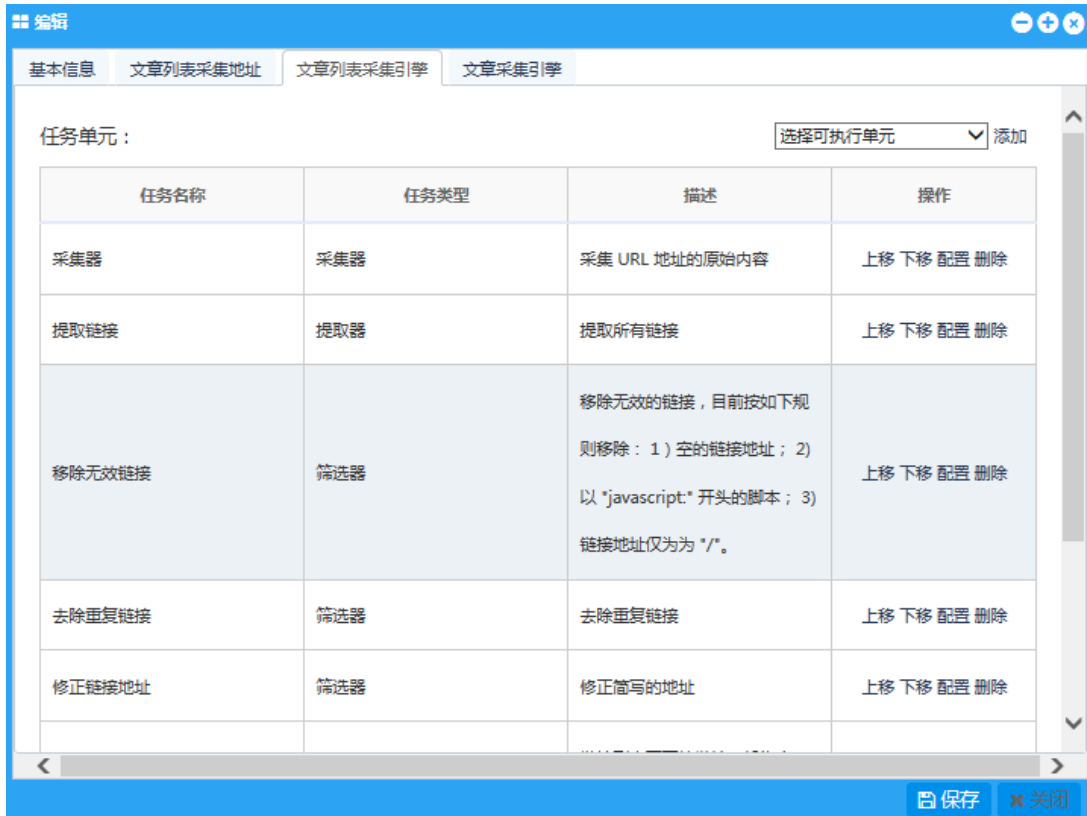 编辑
基本信息 文章列表采集地址 文章列表采集引擎 文章采集引擎
任务单元： 选择可执行单元 添加
任务名称 任务类型 描述 操作
采集器 采集器 采集 URL 地址的原始内容 上移 下移 配置 删除
提取链接 提取器 提取所有链接 上移 下移 配置 删除
移除无效的链接，目前按如下规
则移除： 1）空的链接地址； 2)
移除无效链接 筛选器 上移 下移 配置 删除
以 "javascript:" 开头的脚本； 3)
链接地址仅为为 "/"。
去除重复链接 筛选器 去除重复链接 上移 下移 配置 删除
修正链接地址 筛选器 修正简写的地址 上移 下移 配置 删除
保存 关闭